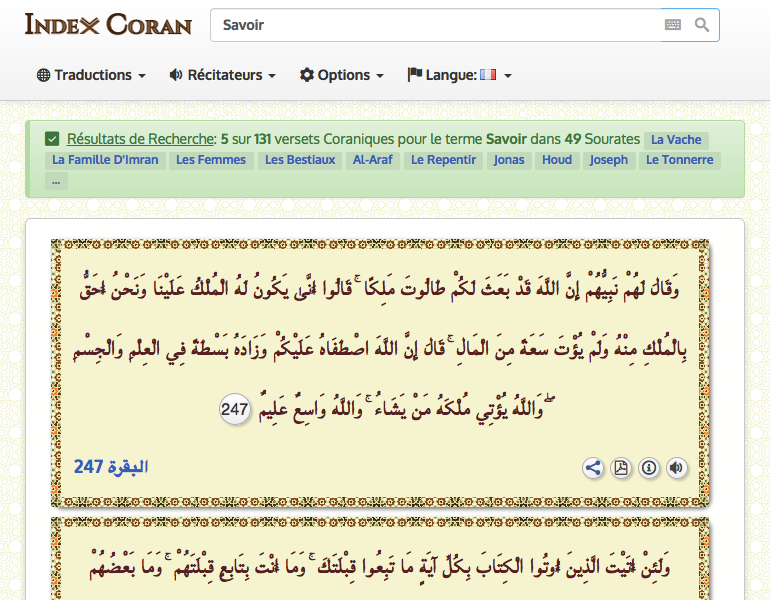 Index Coran
Savoir
Traductions Récitateurs Options Langue:
Résultats de Recherche: 5 sur 131 versets Coraniques pour le terme Savoir dans 49 Sourates La Vache
La Famille D'Imran Les Femmes Les Bestiaux Al-Araf Le Repentir Jonas Houd Joseph Le Tonnerre
...
وَقَالَ لَهُمْ نَبِيُّهُمْ إِنَّ اللَّهَ قَدْ بَعَثَ لَكُمْ طَالُوتَ مَلِكًا ۚ قَالُوا أَنَّىٰ يَكُونُ لَهُ الْمُلْكُ عَلَيْنَا وَنَحْنُ أَحَقُّ
بِالْمُلْكِ مِنْهُ وَلَمْ يُؤْتَ سَعَةً مِنَ الْمَالِ ۚ قَالَ إِنَّ اللَّهَ اصْطَفَاهُ عَلَيْكُمْ وَزَادَهُ بَسْطَةً فِي الْعِلْمِ وَالْجِسْمِ
ۖ وَاللَّهُ يُؤْتِي مُلْكَهُ مَنْ يَشَاءُ ۚ وَاللَّهُ وَاسِعٌ عَلِيمٌ 247
البقرة 247
وَلَئِنْ أَتَيْتَ الَّذِينَ أُوتُوا الْكِتَابَ بِكُلِّ آيَةٍ مَا تَبِعُوا قِبْلَتَكَ ۚ وَمَا أَنْتَ بِتَابِعٍ قِبْلَتَهُمْ ۚ وَمَا بَعْضُهُمْ